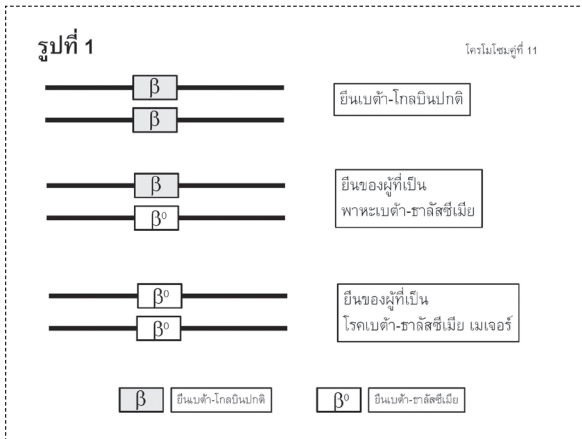 รูปที่ 1
โครโมโซมคู่ที่ 11
β
β
ยีนเบต้า-โกลบินปกติ
β
β⁰
ยีนของผู้ที่เป็น
พาหะเบต้า-ธาลัสซีเมีย
β⁰
β⁰
ยีนของผู้ที่เป็น
โรคเบต้า-ธาลัสซีเมีย เมเจอร์
β ยีนเบต้า-โกลบินปกติ β⁰ ยีนเบต้า-ธาลัสซีเมีย